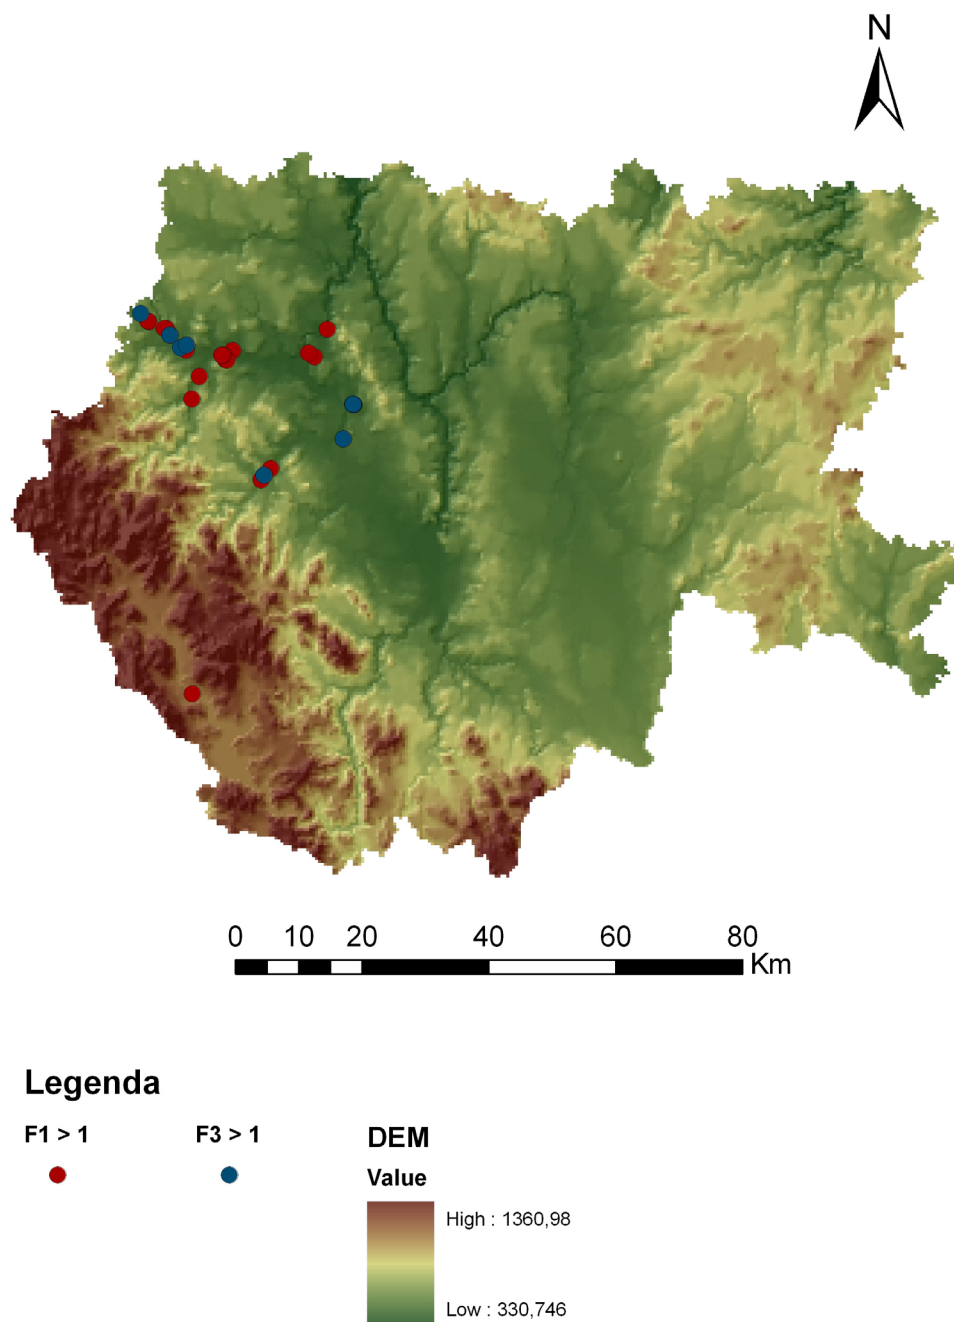 N
0 10 20 40 60 80
Km
Legenda
F1 > 1 F3 > 1
DEM
Value
High : 1360,98
Low : 330,746